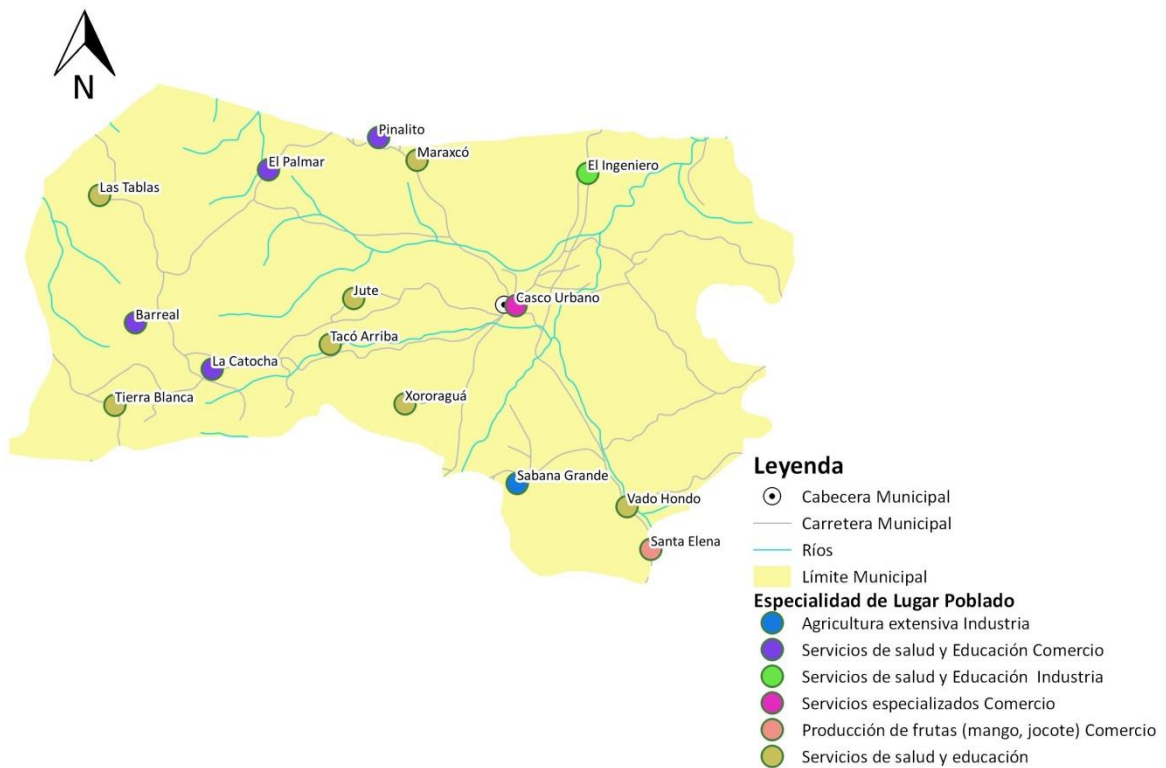 N
Pinalito
Maraxcó
El Palmar
El Ingeniero
Las Tablas
Jute
Casco Urbano
Barreal
Tacó Arriba
La Catocha
Tierra Blanca
Xororaguá
Sabana Grande
Vado Hondo
Santa Elena
Leyenda
Cabecera Municipal
Carretera Municipal
Ríos
Límite Municipal
Especialidad de Lugar Poblado
Agricultura extensiva Industria
Servicios de salud y Educación Comercio
Servicios de salud y Educación  Industria
Servicios especializados Comercio
Producción de frutas (mango, jocote) Comercio
Servicios de salud y educación